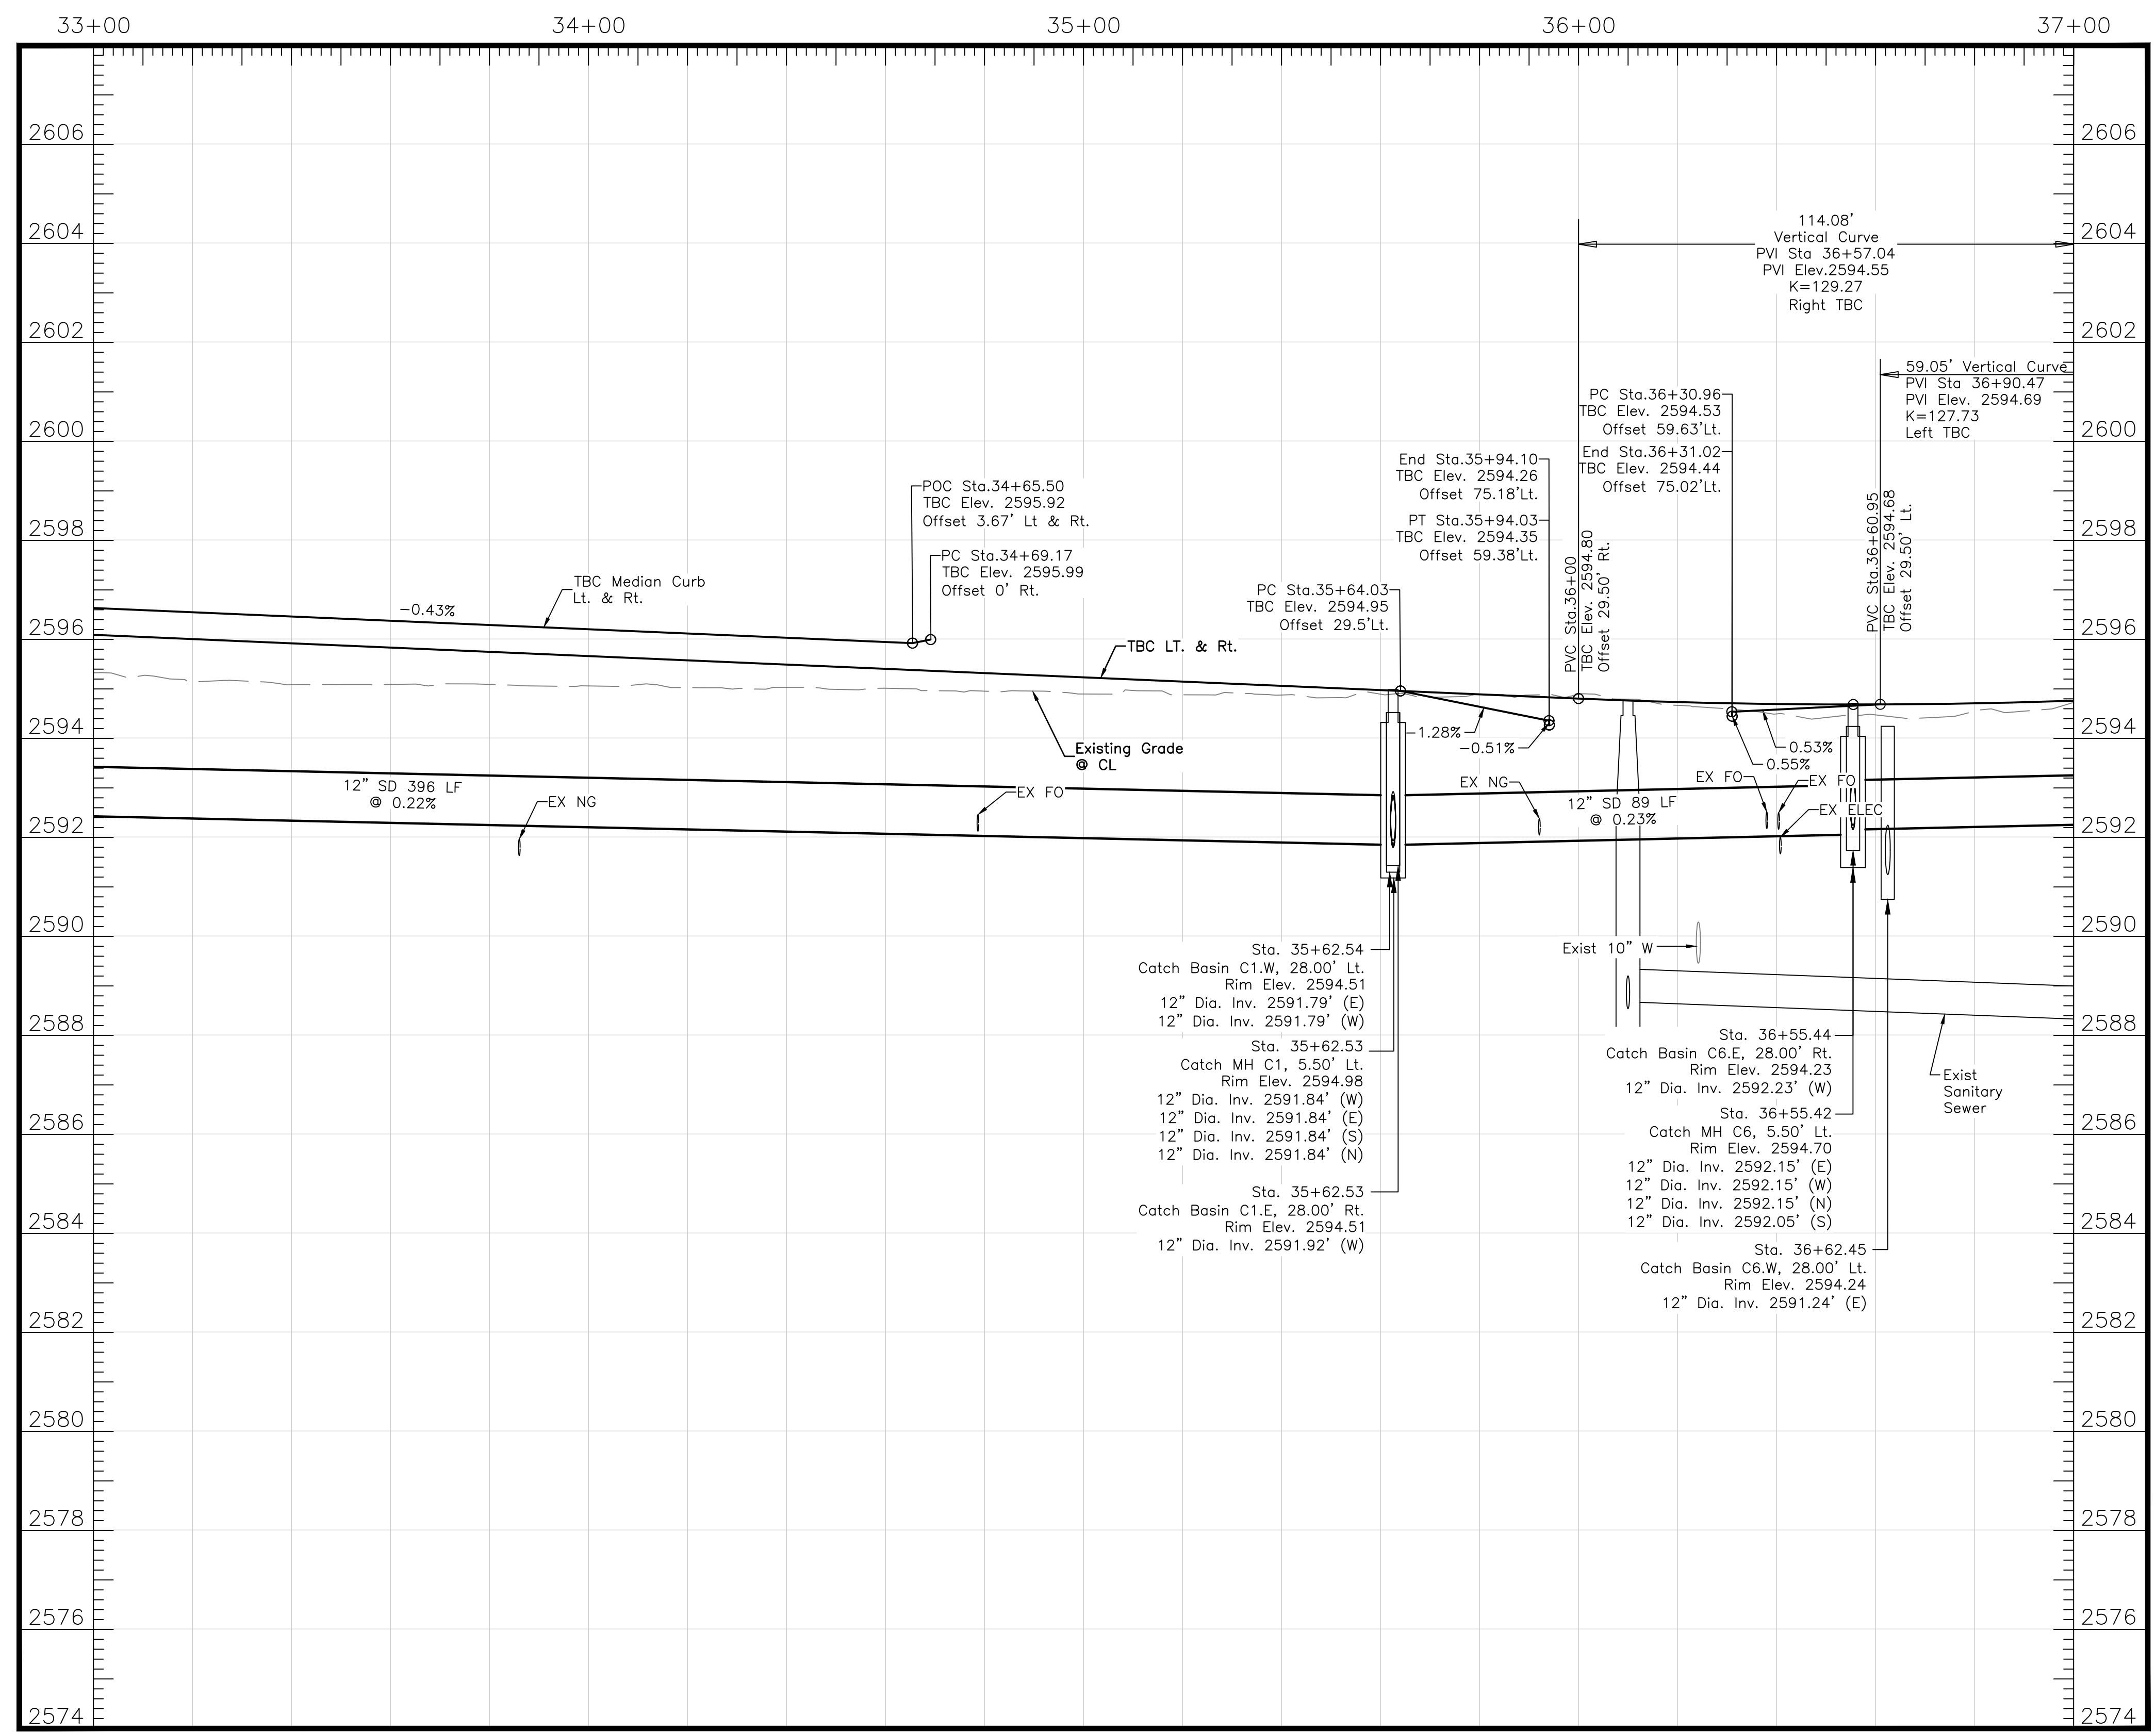 33+00
34+00
35+00
36+00
37+00
2606
2604
2602
2600
2598
2596
2594
2592
2590
2588
2586
2584
2582
2580
2578
2576
2574
114.08'
Vertical Curve
PVI Sta 36+57.04
PVI Elev.2594.55
K=129.27
Right TBC
59.05' Vertical Curve
PVI Sta 36+90.47
PVI Elev. 2594.69
K=127.73
Left TBC
PC Sta.36+30.96
TBC Elev. 2594.53
Offset 59.63'Lt.
End Sta.36+31.02
TBC Elev. 2594.44
Offset 75.02'Lt.
End Sta.35+94.10
TBC Elev. 2594.26
Offset 75.18'Lt.
PT Sta.35+94.03
TBC Elev. 2594.35
Offset 59.38'Lt.
POC Sta.34+65.50
TBC Elev. 2595.92
Offset 3.67' Lt & Rt.
PC Sta.34+69.17
TBC Elev. 2595.99
Offset 0' Rt.
PVC Sta.36+00
TBC Elev. 2594.80
Offset 29.50' Rt.
PVC Sta.36+60.95
TBC Elev. 2594.68
Offset 29.50' Lt.
TBC Median Curb
Lt. & Rt.
-0.43%
PC Sta.35+64.03
TBC Elev. 2594.95
Offset 29.5'Lt.
TBC LT. & Rt.
Existing Grade
@ CL
-1.28%
-0.51%
0.53%
0.55%
12" SD 396 LF
@ 0.22%
EX NG
EX FO
EX NG
12" SD 89 LF
@ 0.23%
EX FO
EX FO
EX ELEC
Exist 10" W
Sta. 35+62.54
Catch Basin C1.W, 28.00' Lt.
Rim Elev. 2594.51
12" Dia. Inv. 2591.79' (E)
12" Dia. Inv. 2591.79' (W)
Sta. 35+62.53
Catch MH C1, 5.50' Lt.
Rim Elev. 2594.98
12" Dia. Inv. 2591.84' (W)
12" Dia. Inv. 2591.84' (E)
12" Dia. Inv. 2591.84' (S)
12" Dia. Inv. 2591.84' (N)
Sta. 35+62.53
Catch Basin C1.E, 28.00' Rt.
Rim Elev. 2594.51
12" Dia. Inv. 2591.92' (W)
Sta. 36+55.44
Catch Basin C6.E, 28.00' Rt.
Rim Elev. 2594.23
12" Dia. Inv. 2592.23' (W)
Sta. 36+55.42
Catch MH C6, 5.50' Lt.
Rim Elev. 2594.70
12" Dia. Inv. 2592.15' (E)
12" Dia. Inv. 2592.15' (W)
12" Dia. Inv. 2592.15' (N)
12" Dia. Inv. 2592.05' (S)
Sta. 36+62.45
Catch Basin C6.W, 28.00' Lt.
Rim Elev. 2594.24
12" Dia. Inv. 2591.24' (E)
Exist
Sanitary
Sewer
2606
2604
2602
2600
2598
2596
2594
2592
2590
2588
2586
2584
2582
2580
2578
2576
2574